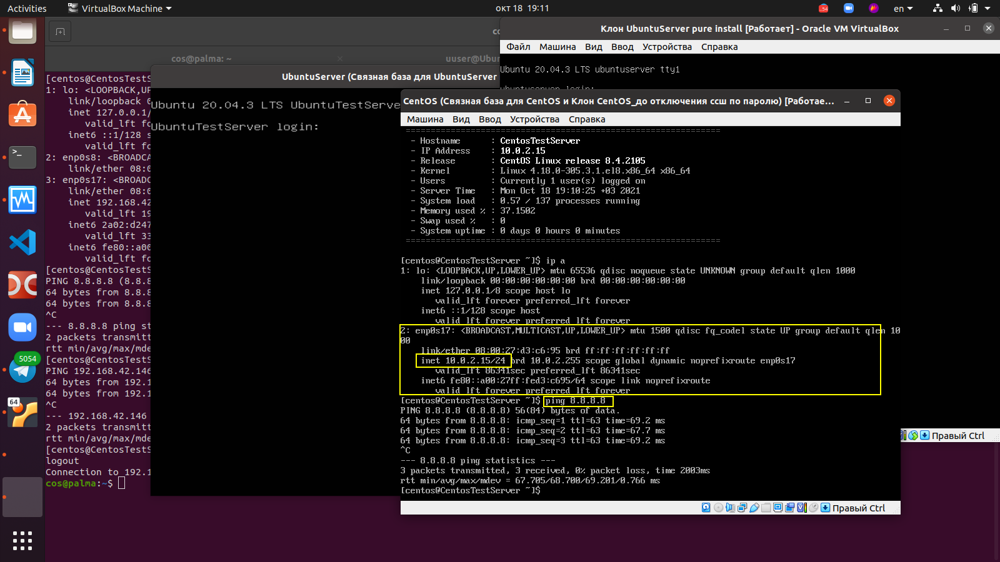 Activities
VirtualBox Machine
окт 18 19:11
54
en
Клон UbuntuServer pure install [Работает] - Oracle VM VirtualBox
Файл Машина Вид Ввод Устройства Справка
Ubuntu 20.04.3 LTS ubuntuserver tty1
ubuntuserver login:
Правый Ctrl
cos@palma: ~
uuser@Ubun
[centos@CentosTestS
1: lo: <LOOPBACK,UP
link/loopback 0
inet 127.0.0.1/
valid_lft fo
inet6 ::1/128 s
valid_lft fo
2: enp0s8: <BROADCA
link/ether 08:0
3: enp0s17: <BROADC
link/ether 08:0
inet 192.168.42
valid_lft 19
inet6 2a02:d247
valid_lft 33
inet6 fe80::a00
valid_lft fo
[centos@CentosTestS
PING 8.8.8.8 (8.8.8
64 bytes from 8.8.8
64 bytes from 8.8.8
^C
--- 8.8.8.8 ping st
2 packets transmitt
rtt min/avg/max/mde
[centos@CentosTestS
PING 192.168.42.146
64 bytes from 192.1
64 bytes from 192.1
^C
--- 192.168.42.146
2 packets transmitt
rtt min/avg/max/mde
[centos@CentosTestS
logout
Connection to 192.1
cos@palma:~$
5054
64
UbuntuServer (Связная база для UbuntuServer
Ubuntu 20.04.3 LTS UbuntuTestServe
UbuntuTestServer login:
CentOS (Связная база для CentOS и Клон CentOS_до отключения ссш по паролю) [Работае...
Машина Вид Ввод Устройства Справка
===============================================================
- Hostname : CentosTestServer
- IP Address : 10.0.2.15
- Release : CentOS Linux release 8.4.2105
- Kernel : Linux 4.18.0-305.3.1.el8.x86_64 x86_64
- Users : Currently 1 user(s) logged on
- Server Time : Mon Oct 18 19:10:25 +03 2021
- System load : 0.57 / 137 processes running
- Memory used % : 37.1502
- Swap used % : 0
- System uptime : 0 days 0 hours 0 minutes
===============================================================
[centos@CentosTestServer ~]$ ip a
1: lo: <LOOPBACK,UP,LOWER_UP> mtu 65536 qdisc noqueue state UNKNOWN group default qlen 1000
link/loopback 00:00:00:00:00:00 brd 00:00:00:00:00:00
inet 127.0.0.1/8 scope host lo
valid_lft forever preferred_lft forever
inet6 ::1/128 scope host
valid_lft forever preferred_lft forever
2: enp0s17: <BROADCAST,MULTICAST,UP,LOWER_UP> mtu 1500 qdisc fq_codel state UP group default qlen 10
00
link/ether 08:00:27:d3:c6:95 brd ff:ff:ff:ff:ff:ff
inet 10.0.2.15/24 brd 10.0.2.255 scope global dynamic noprefixroute enp0s17
valid_lft 86341sec preferred_lft 86341sec
inet6 fe80::a00:27ff:fed3:c695/64 scope link noprefixroute
valid_lft forever preferred_lft forever
[centos@CentosTestServer ~]$ ping 8.8.8.8
PING 8.8.8.8 (8.8.8.8) 56(84) bytes of data.
64 bytes from 8.8.8.8: icmp_seq=1 ttl=63 time=69.2 ms
64 bytes from 8.8.8.8: icmp_seq=2 ttl=63 time=67.7 ms
64 bytes from 8.8.8.8: icmp_seq=3 ttl=63 time=69.2 ms
^C
--- 8.8.8.8 ping statistics ---
3 packets transmitted, 3 received, 0% packet loss, time 2003ms
rtt min/avg/max/mdev = 67.705/68.700/69.201/0.766 ms
[centos@CentosTestServer ~]$
Правый Ctrl